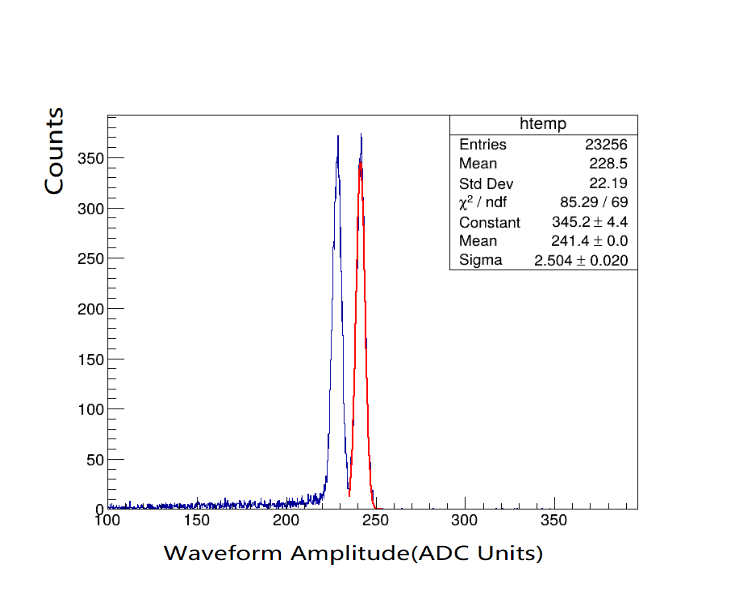 Counts
htemp
Entries 23256
Mean 228.5
Std Dev 22.19
χ² / ndf 85.29 / 69
Constant 345.2 ± 4.4
Mean 241.4 ± 0.0
Sigma 2.504 ± 0.020
350
300
250
200
150
100
50
0
100 150 200 250 300 350
Waveform Amplitude(ADC Units)